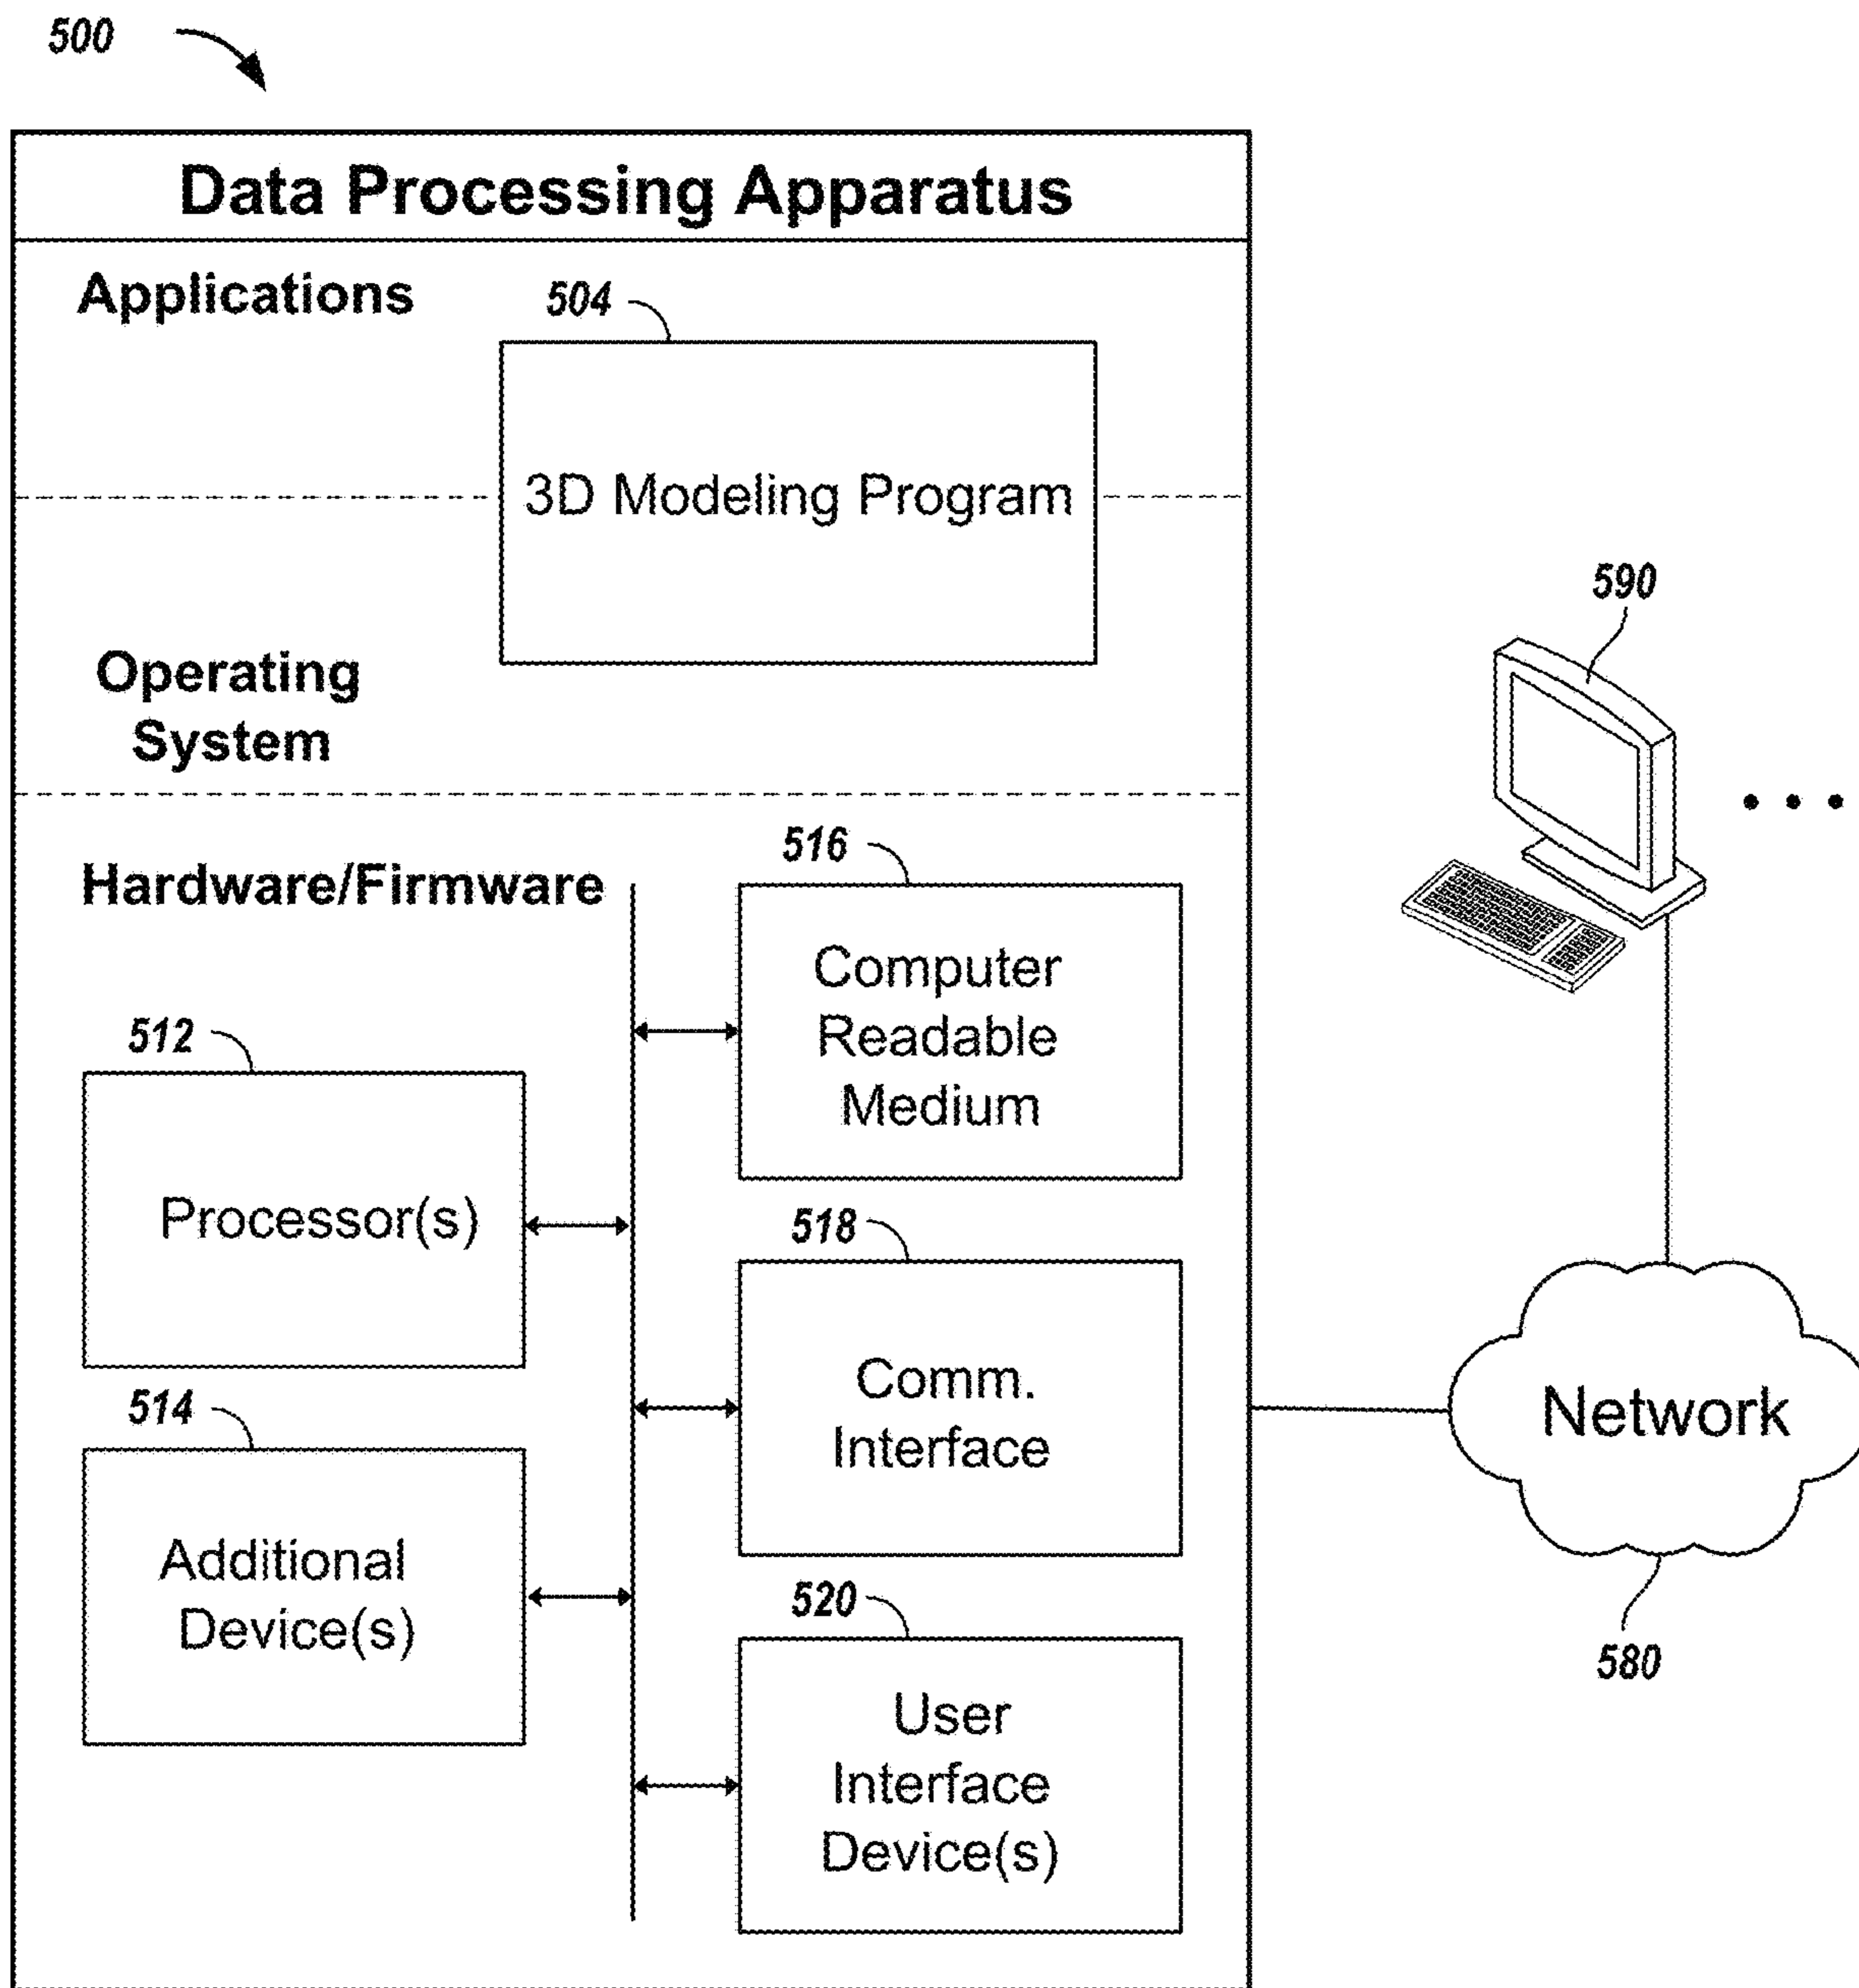 500
Data Processing Apparatus
Applications
504
3D Modeling Program
Operating
System
590
Hardware/Firmware
516
Computer
Readable
Medium
512
Processor(s)
518
Comm.
Interface
Network
580
514
Additional
Device(s)
520
User
Interface
Device(s)